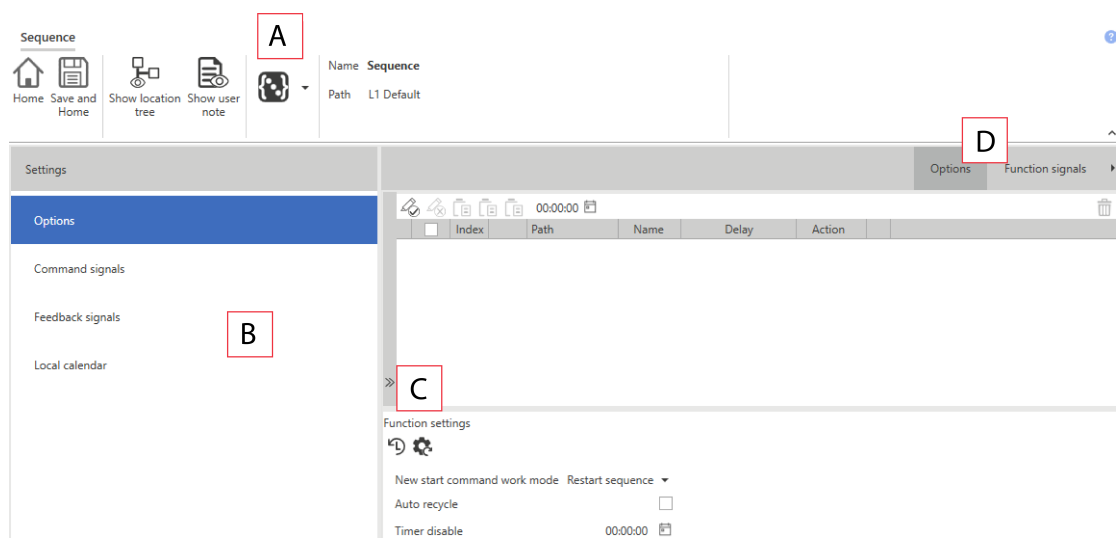 Sequence
A
?
Home
Save and
Home
Show location
tree
Show user
note
Name Sequence
Path L1 Default
Settings
D
Options
Function signals
Options
Command signals
Feedback signals
Local calendar
B
00:00:00
Index Path Name Delay Action
C
Function settings
New start command work mode Restart sequence
Auto recycle
Timer disable 00:00:00